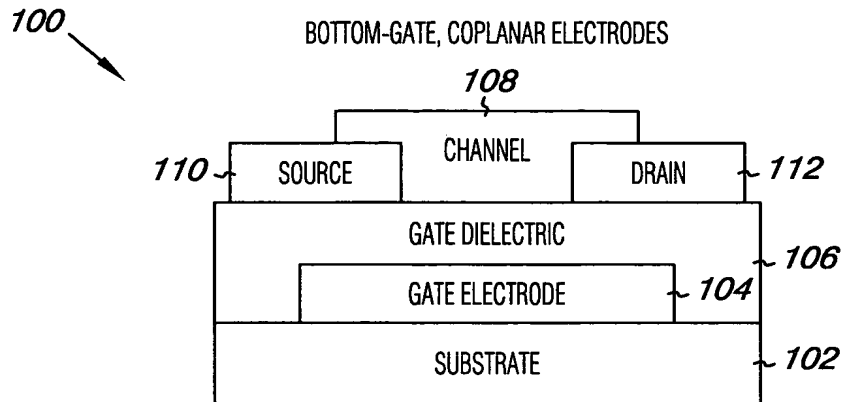 100
BOTTOM-GATE, COPLANAR ELECTRODES
108
CHANNEL
110
SOURCE
DRAIN
112
GATE DIELECTRIC
106
GATE ELECTRODE
104
SUBSTRATE
102